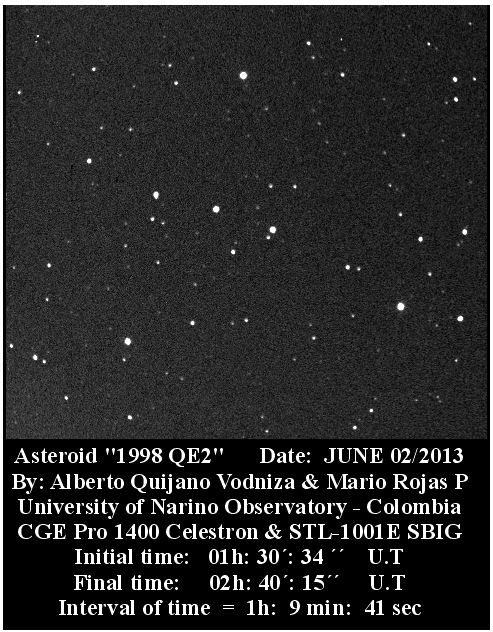 Asteroid "1998 QE2" Date: JUNE 02/2013
By: Alberto Quijano Vodniza & Mario Rojas P
University of Narino Observatory - Colombia
CGE Pro 1400 Celestron & STL-1001E SBIG
Initial time: 01h: 30´: 34 ´´ U.T
Final time: 02h: 40´: 15´´ U.T
Interval of time = 1h: 9 min: 41 sec